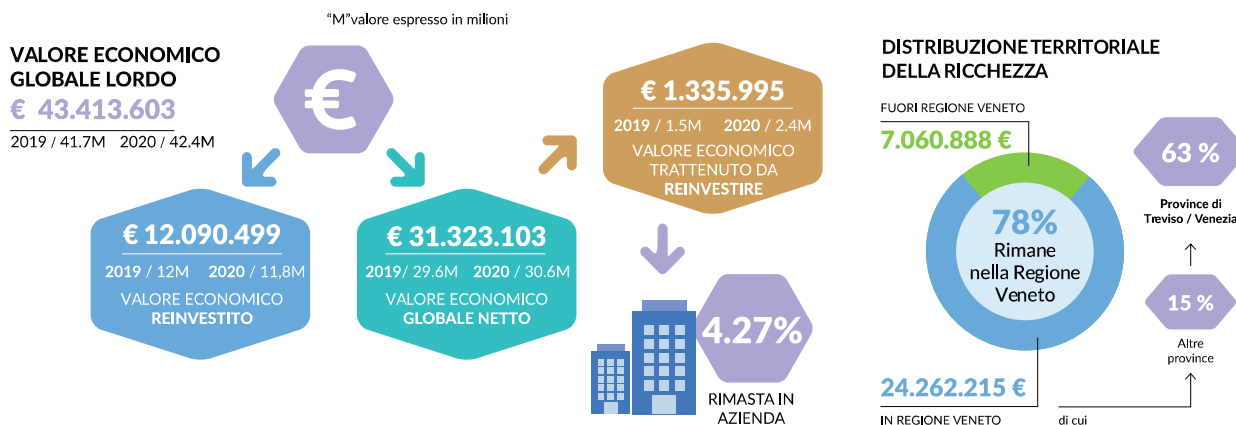 “M”valore espresso in milioni
VALORE ECONOMICO
GLOBALE LORDO
€ 43.413.603
2019 / 41.7M 2020 / 42.4M
€
€ 12.090.499
2019 / 12M 2020 / 11,8M
VALORE ECONOMICO
REINVESTITO
€ 31.323.103
2019/ 29.6M 2020 / 30.6M
VALORE ECONOMICO
GLOBALE NETTO
€ 1.335.995
2019 / 1.5M 2020 / 2.4M
VALORE ECONOMICO
TRATTENUTO DA
REINVESTIRE
4.27%
RIMASTA IN
AZIENDA
DISTRIBUZIONE TERRITORIALE
DELLA RICCHEZZA
FUORI REGIONE VENETO
7.060.888 €
78%
Rimane
nella Regione
Veneto
24.262.215 €
IN REGIONE VENETO
di cui
63 %
Province di
Treviso / Venezia
15 %
Altre
province